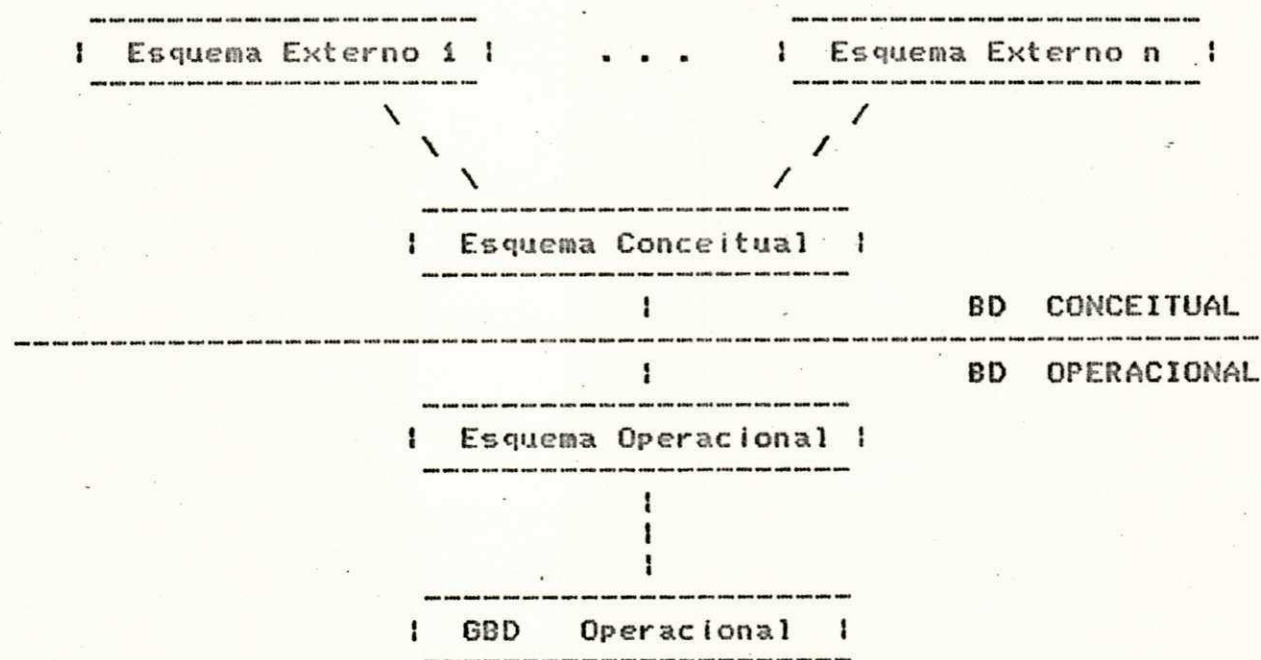 Esquema Externo 1 . . . Esquema Externo n
Esquema Conceitual
BD CONCEITUAL
BD OPERACIONAL
Esquema Operacional
GBD Operacional